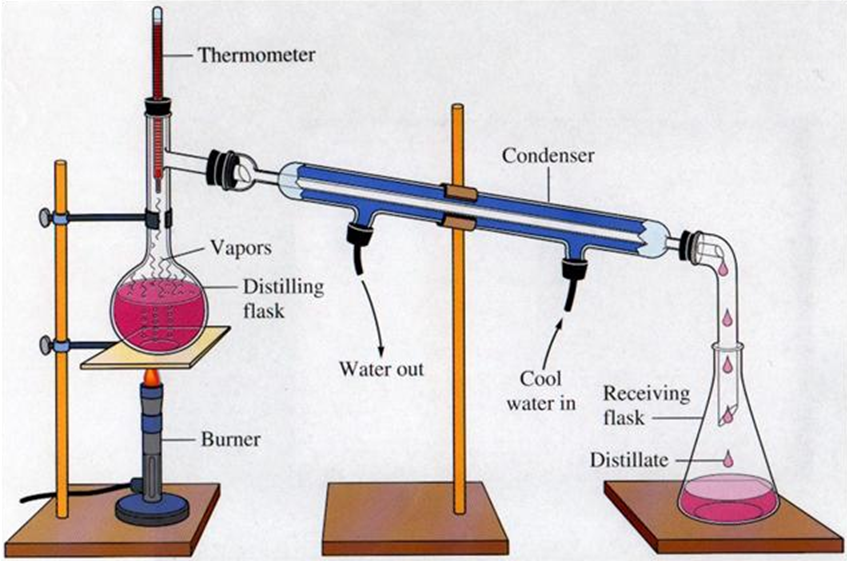 Thermometer
Condenser
Vapors
Distilling
flask
Water out
Cool
water in
Receiving
flask
Burner
Distillate